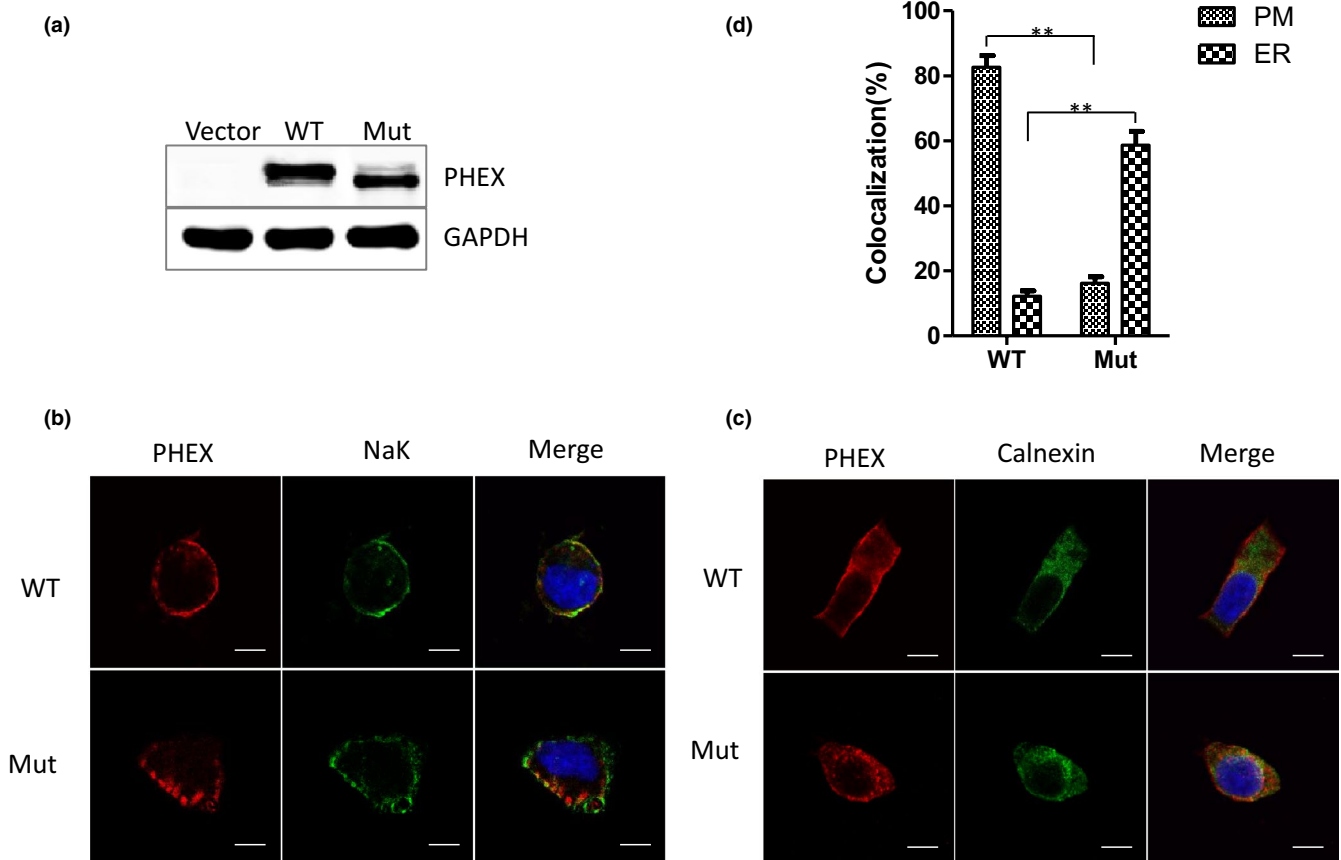 (a)
Vector WT Mut
PHEX
GAPDH
(d)
100
80
60
40
20
0
Colocalization(%)
**
**
WT Mut
PM
ER
(b)
PHEX NaK Merge
WT
Mut
(c)
PHEX Calnexin Merge
WT
Mut